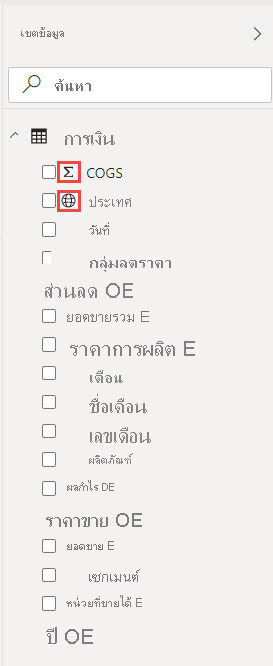 เขตข้อมูล
ค้นหา
การเงิน
Σ COGS
ประเทศ
วันที่
กลุ่มลดราคา
ส่วนลด OE
ยอดขายรวม E
ราคาการผลิต E
เดือน
ชื่อเดือน
เลขเดือน
ผลิตภัณฑ์
ผลกำไร DE
ราคาขาย OE
ยอดขาย E
เซกเมนต์
หน่วยที่ขายได้ E
ปี OE